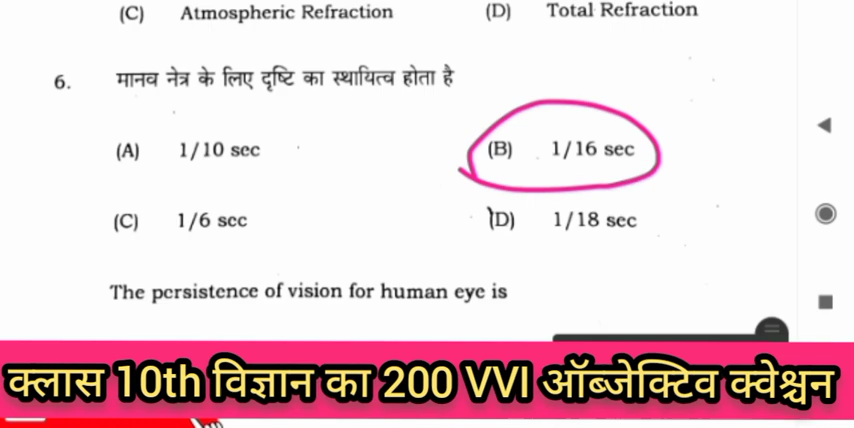 (C) Atmospheric Refraction (D) Total Refraction
6. मानव नेत्र के लिए दृष्टि का स्थायित्व होता है
(A) 1/10 sec (B) 1/16 sec
(C) 1/6 sec (D) 1/18 sec
The persistence of vision for human eye is
क्लास 10th विज्ञान का 200 VVI ऑब्जेक्टिव क्वेश्चन